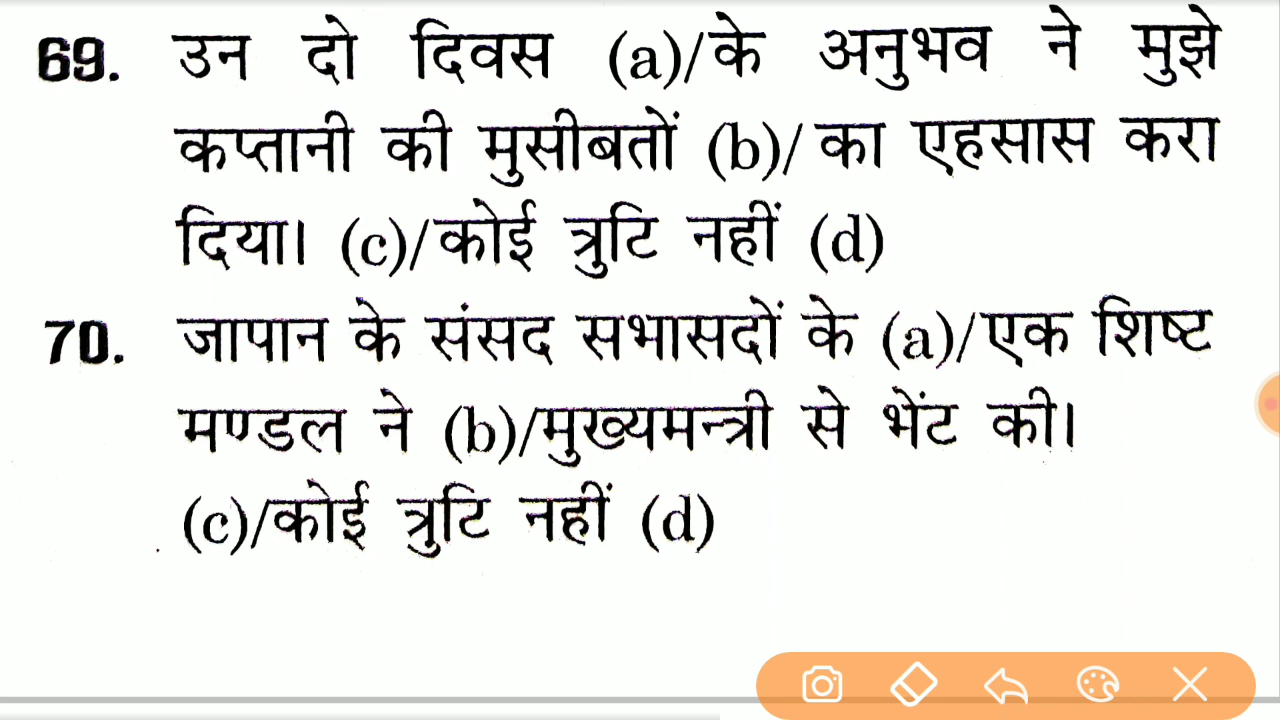 69. उन दो दिवस (a)/के अनुभव ने मुझे
कप्तानी की मुसीबतों (b)/ का एहसास करा
दिया। (c)/कोई त्रुटि नहीं (d)
70. जापान के संसद सभासदों के (a)/एक शिष्ट
मण्डल ने (b)/मुख्यमन्त्री से भेंट की।
(c)/कोई त्रुटि नहीं (d)